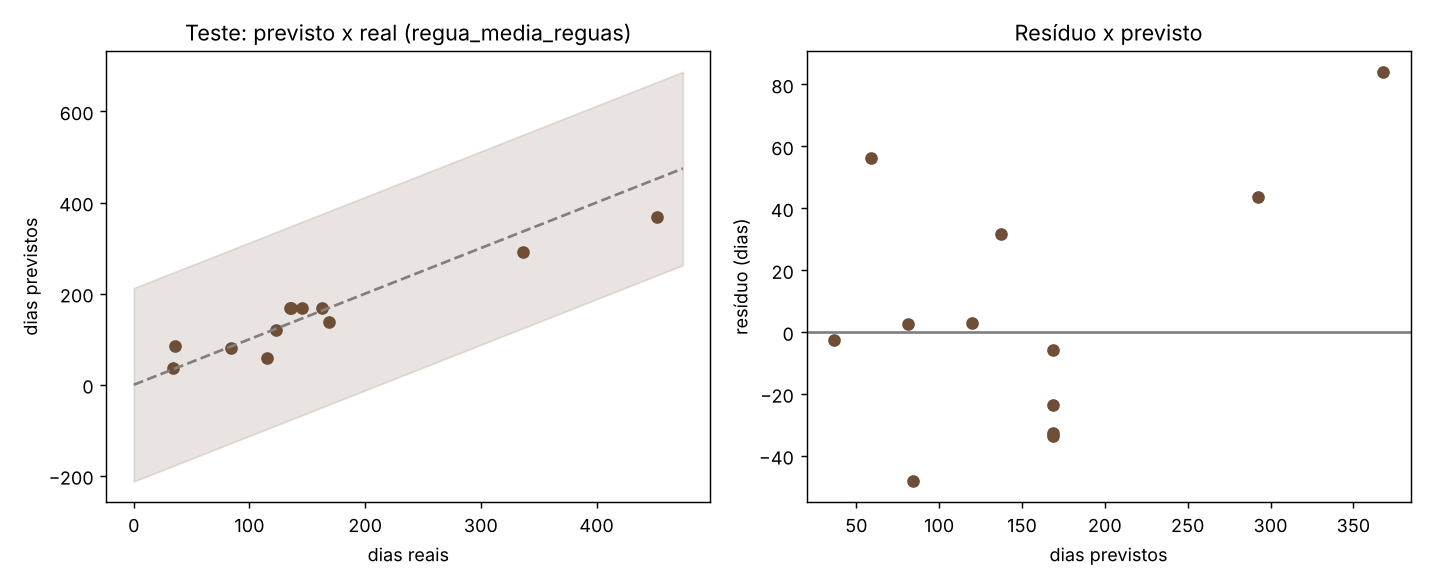 Teste: previsto x real (regua_media_reguas)
dias previstos
600
400
200
0
−200
0 100 200 300 400
dias reais
Resíduo x previsto
resíduo (dias)
80
60
40
20
0
−20
−40
50 100 150 200 250 300 350
dias previstos